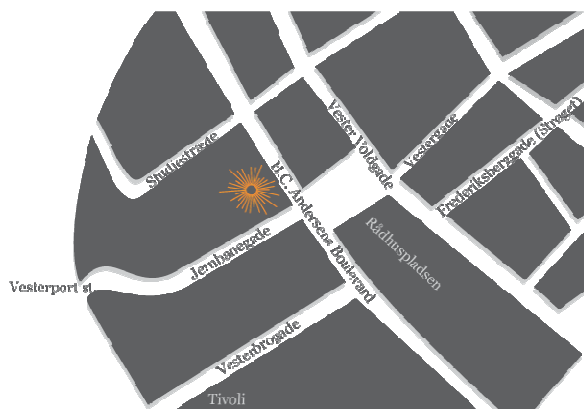 Studiestræde
Vester Voldgade
Vestergade
Frederiksberggade (Strøget)
H.C. Andersens Boulevard
Rådhuspladsen
Jernbanegade
Vesterport st
Vesterbrogade
Tivoli